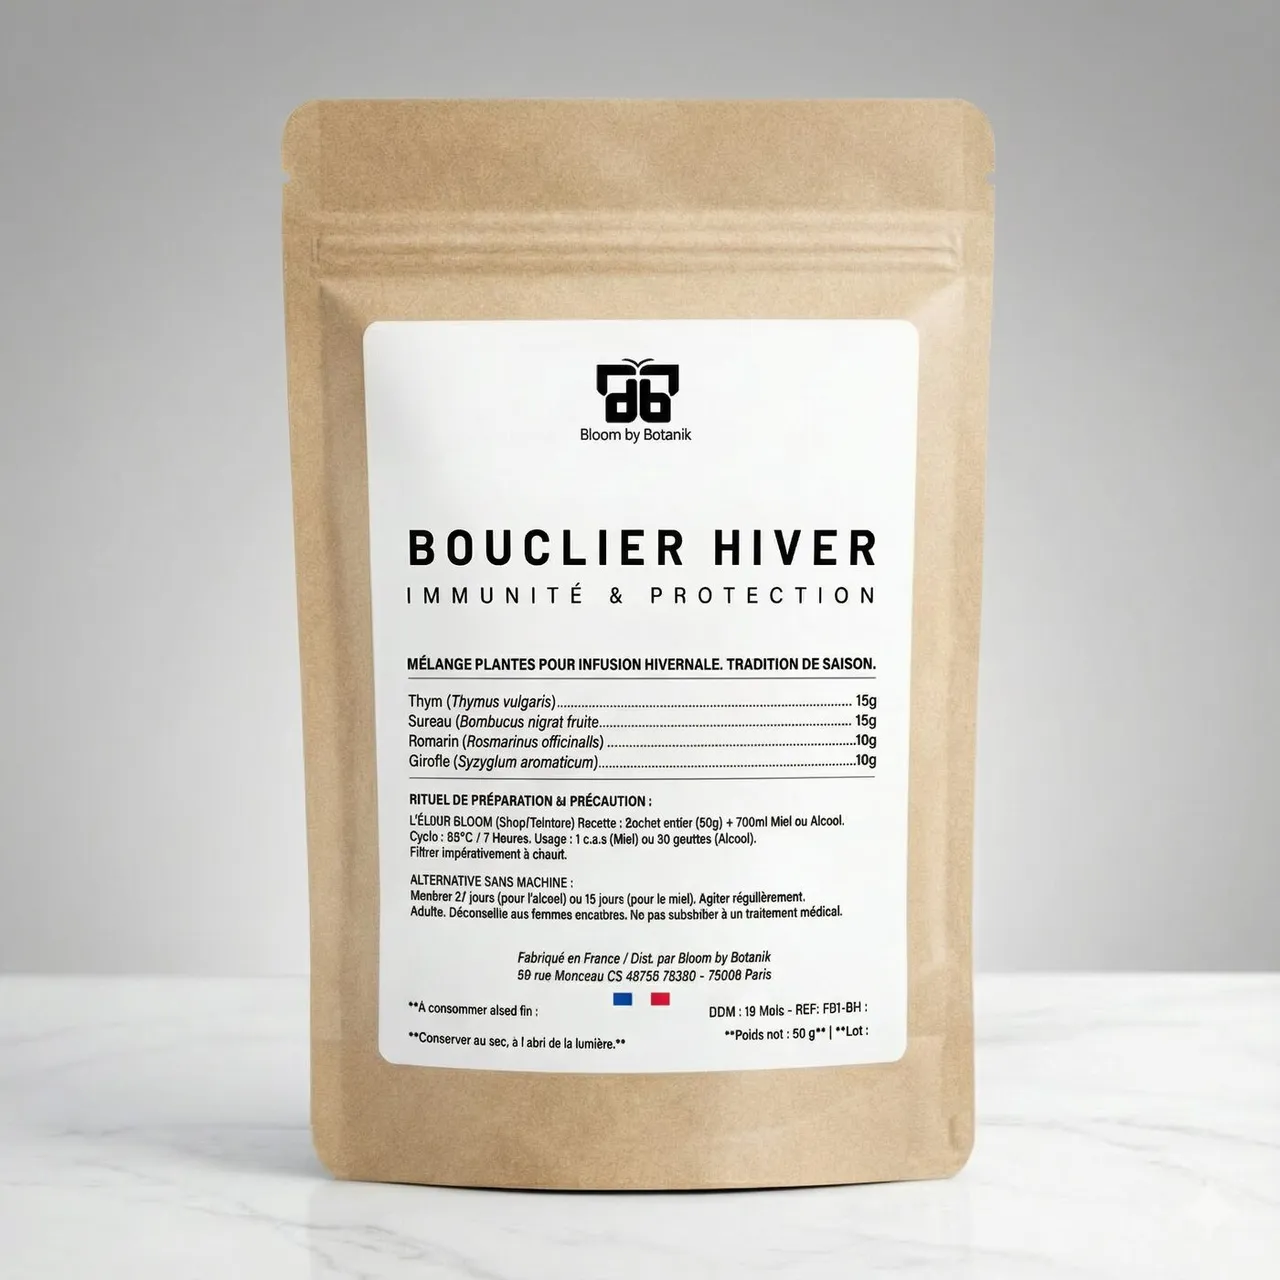 db
Bloom by Botanik
BOUCLIER HIVER
IMMUNITÉ & PROTECTION
MÉLANGE PLANTES POUR INFUSION HIVERNALE. TRADITION DE SAISON.
Thym (Thymus vulgaris)........ 15g
Sureau (Bombucus nigrat fruite........ 15g
Romarin (Rosmarinus officinalls) ........10g
Girofle (Syzyglum aromaticum)........10g
RITUEL DE PRÉPARATION & PRÉCAUTION :
L'ÉLOUR BLOOM (Shop/Telntore) Recette : 2ochet entier (50g) + 700ml Miel ou Alcool.
Cyclo : 85°C / 7 Heures. Usage : 1 c.a.s (Miel) ou 30 geuttes (Alcool).
Filtrer impérativement à chaurt.
ALTERNATIVE SANS MACHINE :
Menbrer 2/ jours (pour l'alcoel) ou 15 jours (pour le miel). Agiter régullèrement.
Adulte. Déconsellle aus femmes encatbres. No pas subsbiber à un traitement médical.
Fabriqué en France / Dist. par Bloom by Botanik
59 rue Monceau CS 48756 78380 - 75008 Paris
**À consommer alsed fin :
DDM : 19 Mols - REF: FB1-BH :
**Conserver au sec, à l abri de la lumière.**
**Poids not : 50 g** | **Lot :